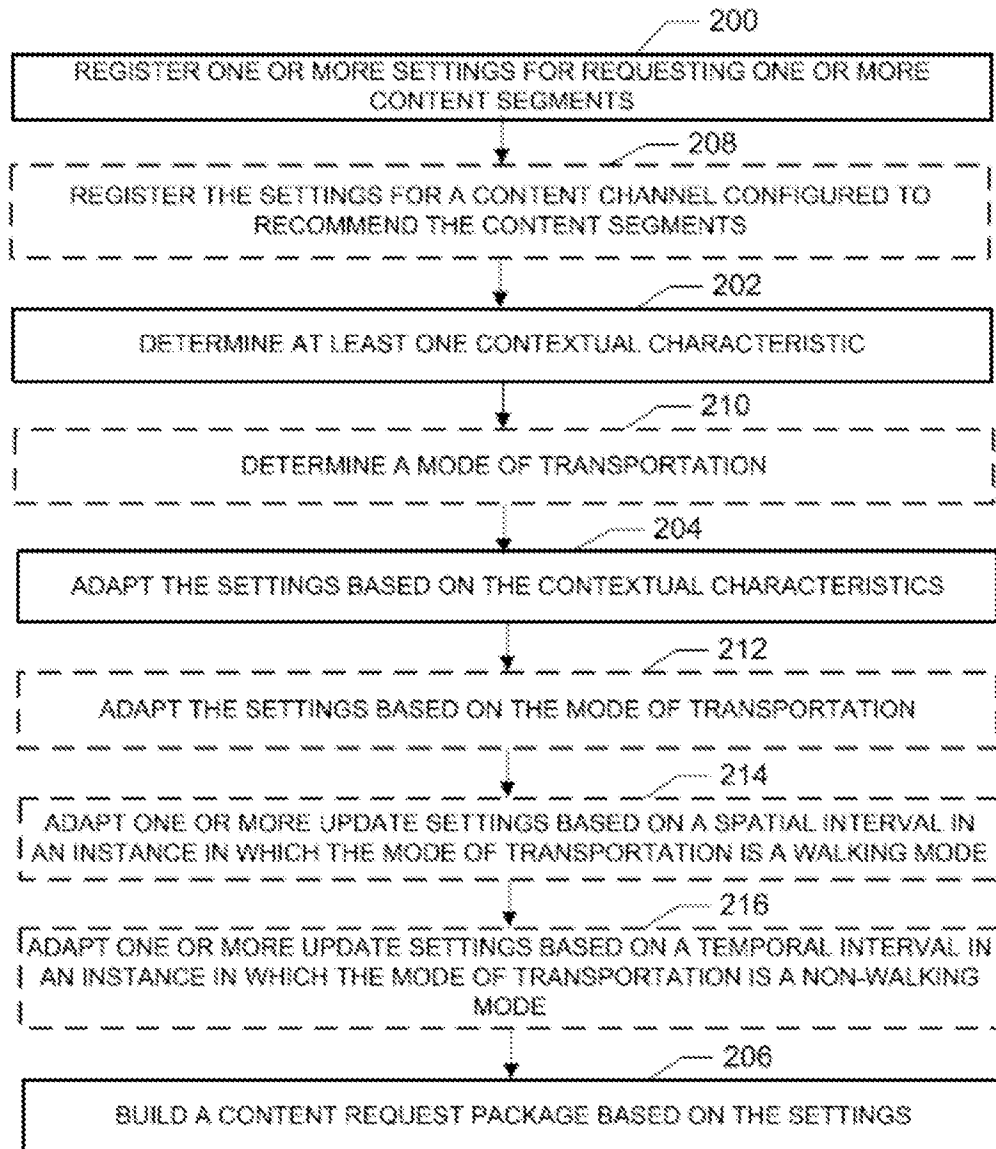 200
REGISTER ONE OR MORE SETTINGS FOR REQUESTING ONE OR MORE
CONTENT SEGMENTS
208
REGISTER THE SETTINGS FOR A CONTENT CHANNEL CONFIGURED TO
RECOMMEND THE CONTENT SEGMENTS
202
DETERMINE AT LEAST ONE CONTEXTUAL CHARACTERISTIC
210
DETERMINE A MODE OF TRANSPORTATION
204
ADAPT THE SETTINGS BASED ON THE CONTEXTUAL CHARACTERISTICS
212
ADAPT THE SETTINGS BASED ON THE MODE OF TRANSPORTATION
214
ADAPT ONE OR MORE UPDATE SETTINGS BASED ON A SPATIAL INTERVAL IN
AN INSTANCE IN WHICH THE MODE OF TRANSPORTATION IS A WALKING MODE
216
ADAPT ONE OR MORE UPDATE SETTINGS BASED ON A TEMPORAL INTERVAL IN
AN INSTANCE IN WHICH THE MODE OF TRANSPORTATION IS A NON-WALKING
MODE
206
BUILD A CONTENT REQUEST PACKAGE BASED ON THE SETTINGS